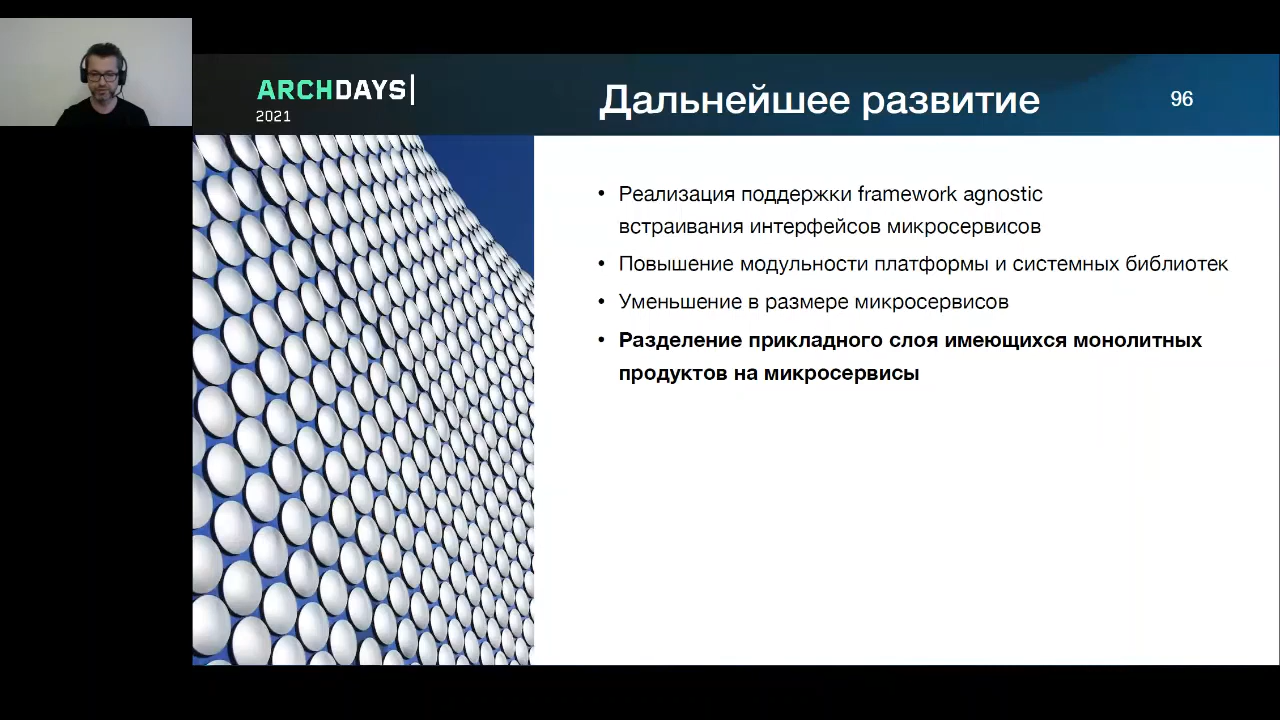 ARCHDAYS
2021
Дальнейшее развитие
96
• Реализация поддержки framework agnostic
встраивания интерфейсов микросервисов
• Повышение модульности платформы и системных библиотек
• Уменьшение в размере микросервисов
• Разделение прикладного слоя имеющихся монолитных
продуктов на микросервисы